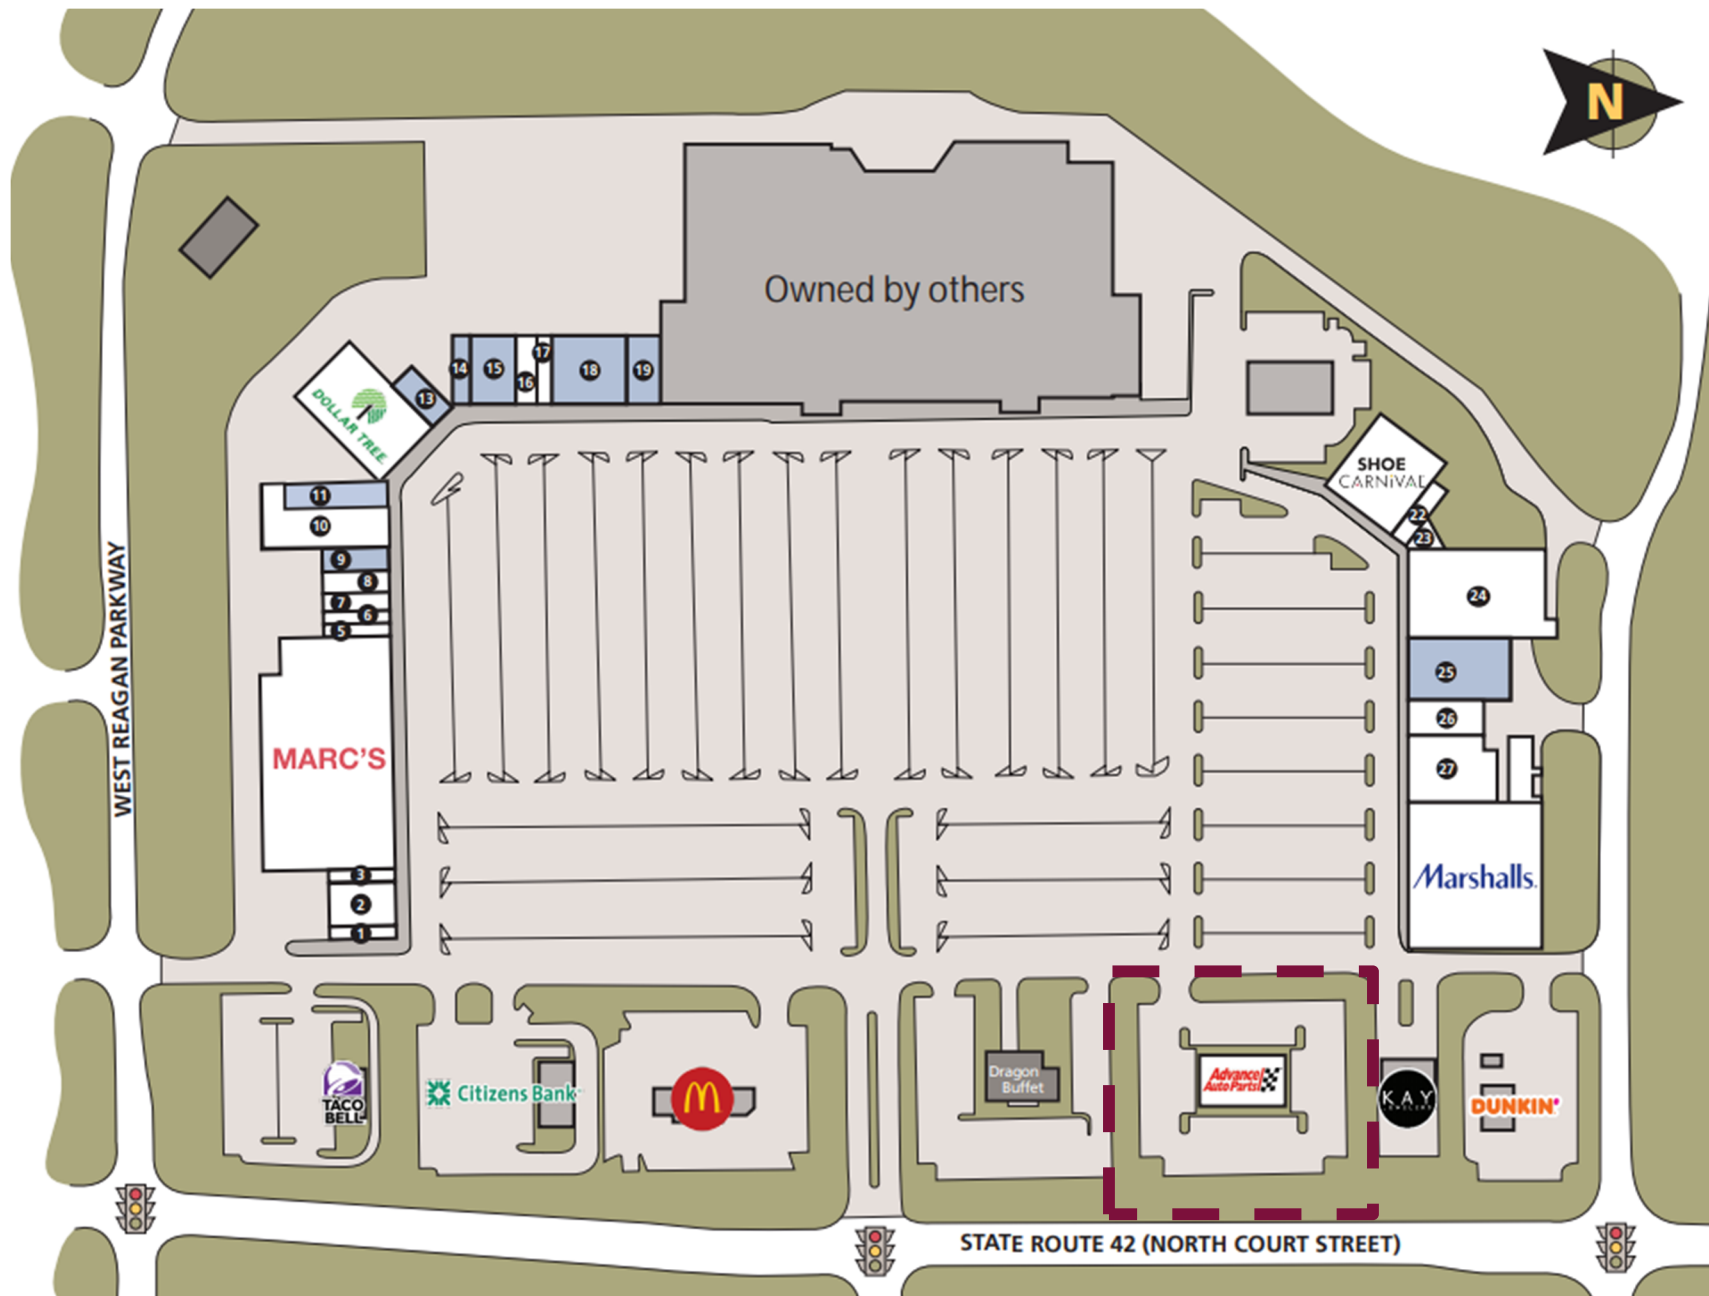 N
Owned by others
14
15
16
17
18
19
13
DOLLAR TREE
11
10
9
8
7
6
5
MARC'S
3
2
1
WEST REAGAN PARKWAY
SHOE
CARNIVAL
22
23
24
25
26
27
Marshalls.
TACO
BELL
Citizens Bank
Dragon
Buffet
Advance
Auto Parts
KAY
JEWELERS
DUNKIN'
STATE ROUTE 42 (NORTH COURT STREET)